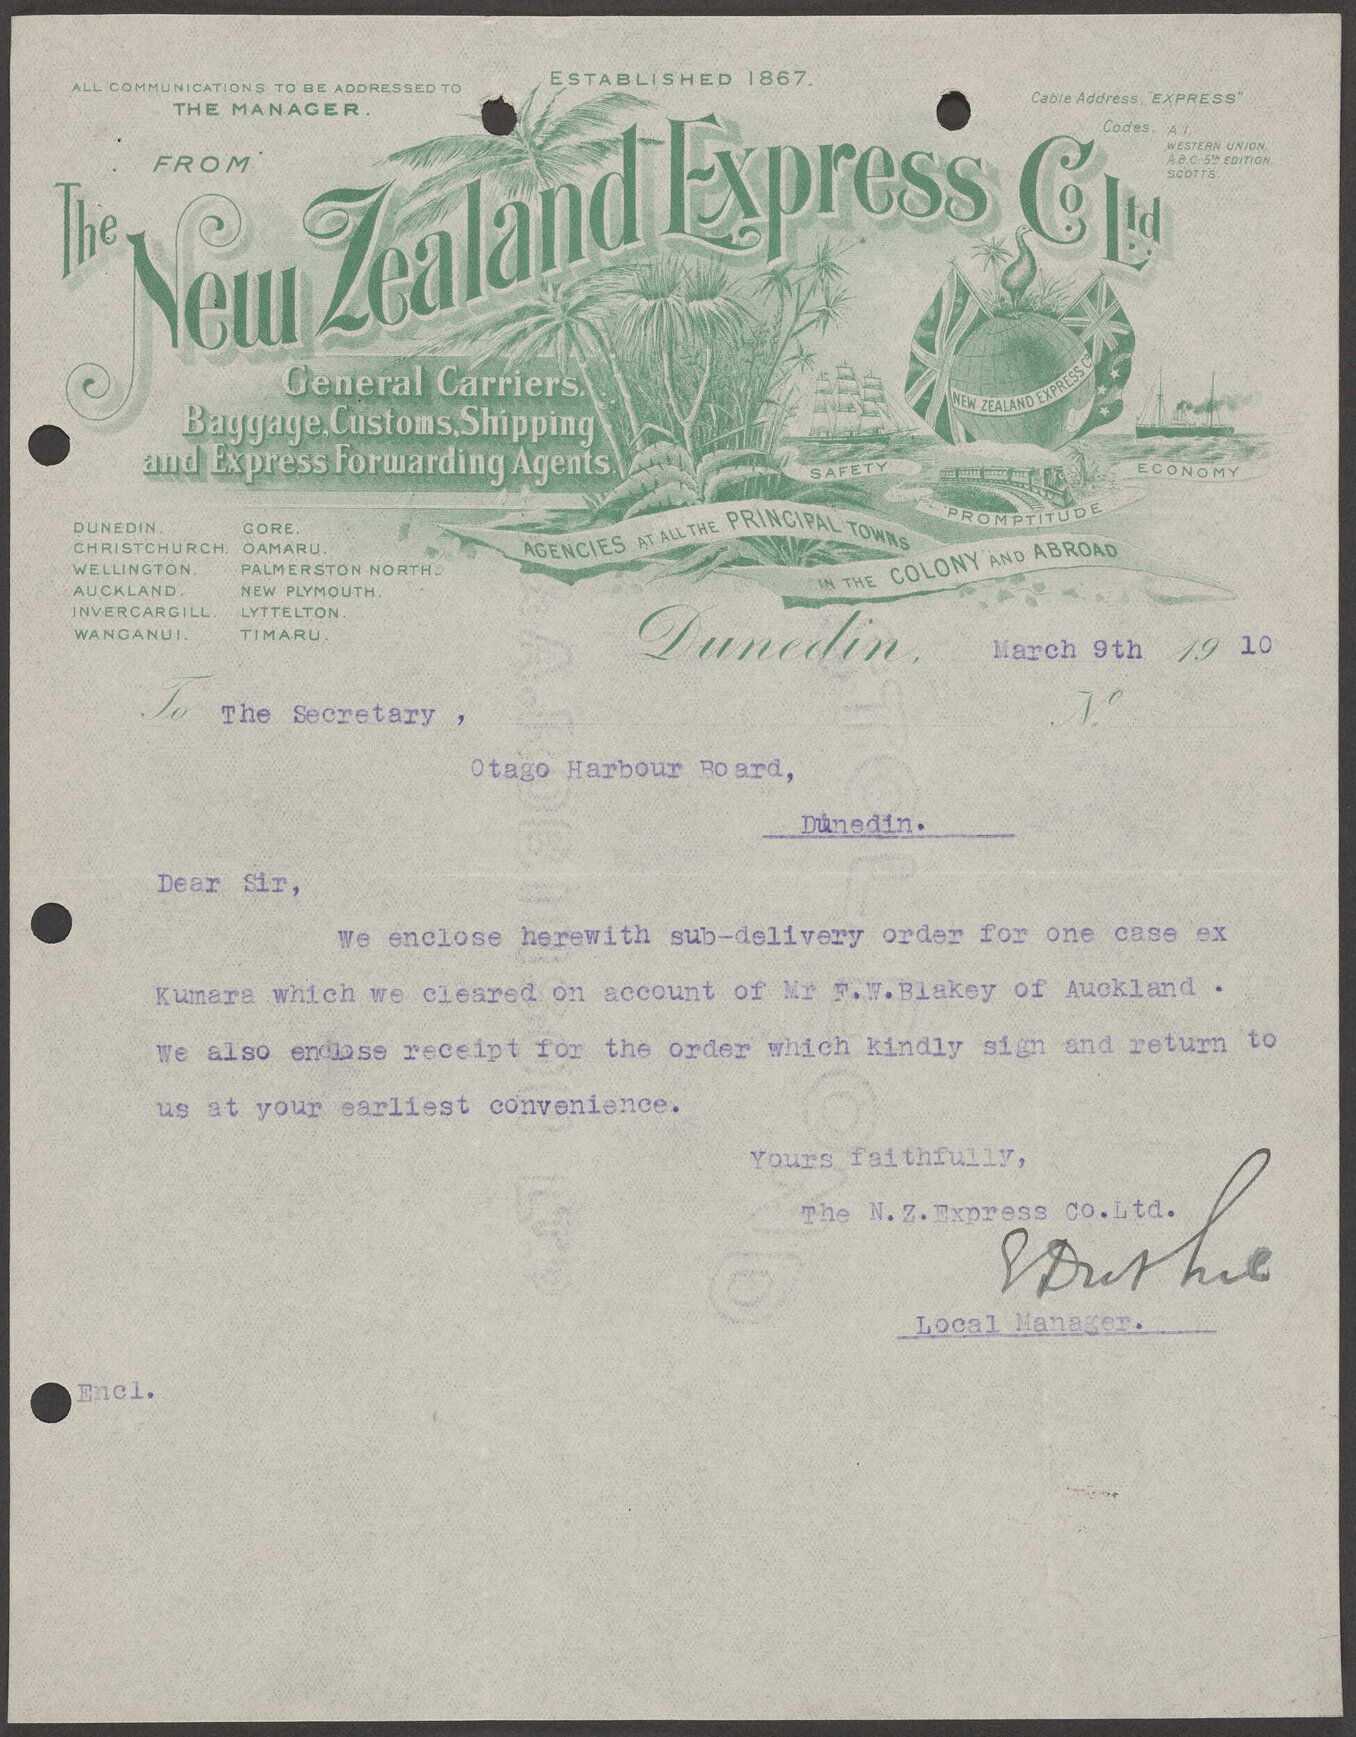 ALL COMMUNICATIONS TO BE ADDRESSED TO
THE MANAGER.
ESTABLISHED 1867.
Cable Address, "EXPRESS"
Codes. A I.
WESTERN UNION.
A.B.C. 5th EDITION.
SCOTTS.
FROM
The New Zealand Express Co Ltd
General Carriers.
Baggage, Customs, Shipping
and Express Forwarding Agents.
NEW ZEALAND EXPRESS Co
SAFETY
ECONOMY
PROMPTITUDE
AGENCIES AT ALL THE PRINCIPAL TOWNS
IN THE COLONY AND ABROAD
DUNEDIN. GORE.
CHRISTCHURCH. OAMARU.
WELLINGTON. PALMERSTON NORTH.
AUCKLAND. NEW PLYMOUTH.
INVERCARGILL. LYTTELTON.
WANGANUI. TIMARU.
Dunedin, March 9th 19 10
To The Secretary , No
Otago Harbour Board,
Dunedin.
Dear Sir,
We enclose herewith sub-delivery order for one case ex
Kumara which we cleared on account of Mr F.W.Blakey of Auckland .
We also enclose receipt for the order which kindly sign and return to
us at your earliest convenience.
Yours faithfully,
The N.Z.Express Co.Ltd.
Duthie
Local Manager.
Encl.